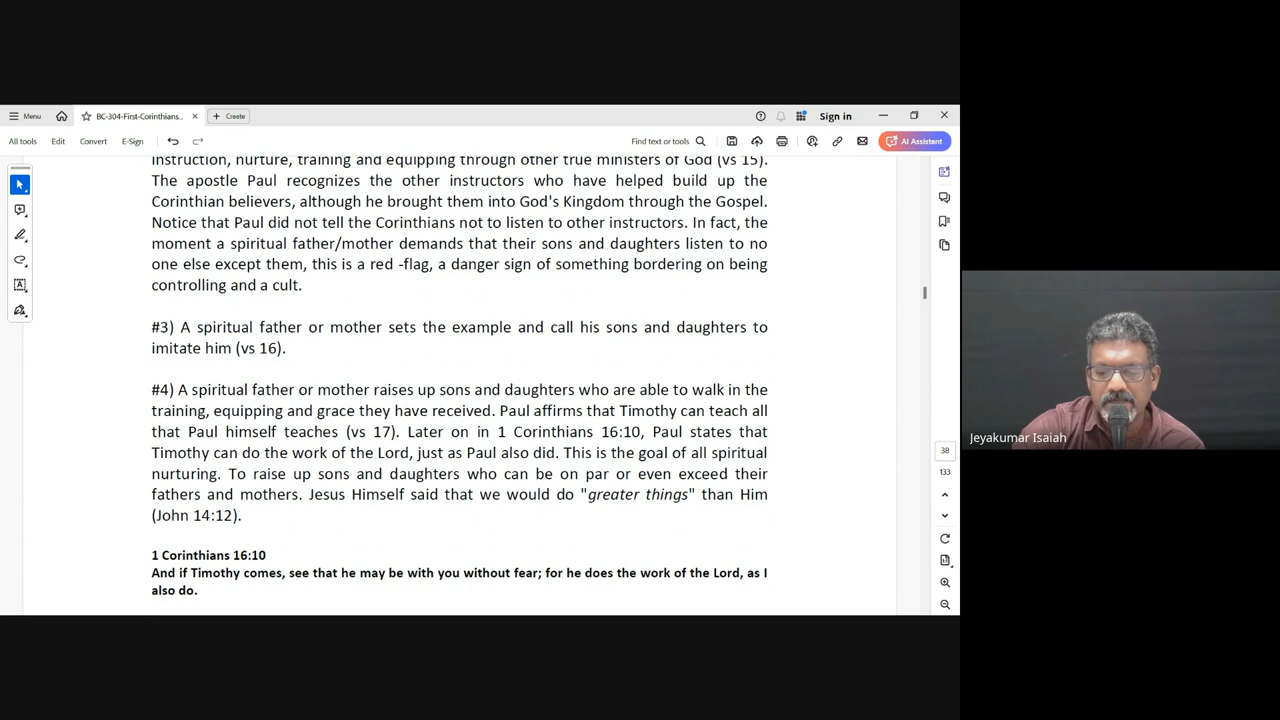 Menu
BC-304-First-Corinthians...
Create
Sign in
All tools
Edit
Convert
E-Sign
Find text or tools
AI Assistant
instruction, nurture, training and equipping through other true ministers of God (vs 15).
The apostle Paul recognizes the other instructors who have helped build up the
Corinthian believers, although he brought them into God's Kingdom through the Gospel.
Notice that Paul did not tell the Corinthians not to listen to other instructors. In fact, the
moment a spiritual father/mother demands that their sons and daughters listen to no
one else except them, this is a red -flag, a danger sign of something bordering on being
controlling and a cult.
#3) A spiritual father or mother sets the example and call his sons and daughters to
imitate him (vs 16).
#4) A spiritual father or mother raises up sons and daughters who are able to walk in the
training, equipping and grace they have received. Paul affirms that Timothy can teach all
that Paul himself teaches (vs 17). Later on in 1 Corinthians 16:10, Paul states that
Timothy can do the work of the Lord, just as Paul also did. This is the goal of all spiritual
nurturing. To raise up sons and daughters who can be on par or even exceed their
fathers and mothers. Jesus Himself said that we would do "greater things" than Him
(John 14:12).
1 Corinthians 16:10
And if Timothy comes, see that he may be with you without fear; for he does the work of the Lord, as I
also do.
38
133
Jeyakumar Isaiah